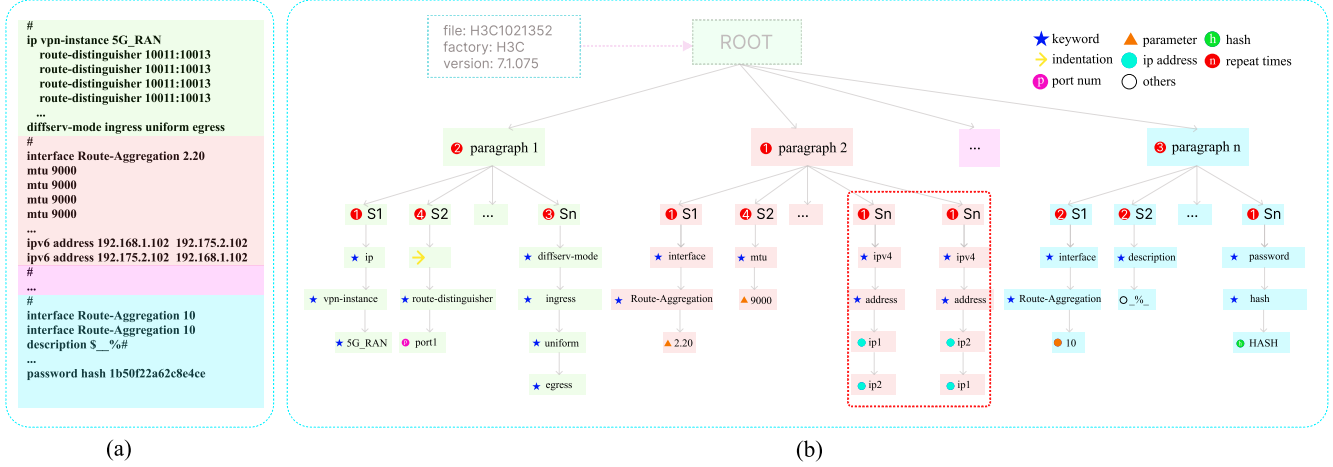 #
ip vpn-instance 5G_RAN
route-distinguisher 10011:10013
route-distinguisher 10011:10013
route-distinguisher 10011:10013
route-distinguisher 10011:10013
...
diffserv-mode ingress uniform egress
#
interface Route-Aggregation 2.20
mtu 9000
mtu 9000
mtu 9000
mtu 9000
...
ipv6 address 192.168.1.102 192.175.2.102
ipv6 address 192.175.2.102 192.168.1.102
#
...
#
interface Route-Aggregation 10
interface Route-Aggregation 10
description $__%#
...
password hash 1b50f22a62c8e4ce
(a)
file: H3C1021352
factory: H3C
version: 7.1.075
ROOT
keyword parameter h hash
indentation ip address n repeat times
p port num others
2 paragraph 1 1 paragraph 2 ... 3 paragraph n
1 S1 4 S2 ... 3 Sn 1 S1 4 S2 ... 1 Sn 1 Sn 2 S1 2 S2 ... 1 Sn
ip diffserv-mode interface mtu ipv4 ipv4 interface description password
vpn-instance route-distinguisher ingress Route-Aggregation 9000 address address Route-Aggregation _%_ hash
5G_RAN p port1 uniform 2.20 ip1 ip2 10 h HASH
egress ip2 ip1
(b)